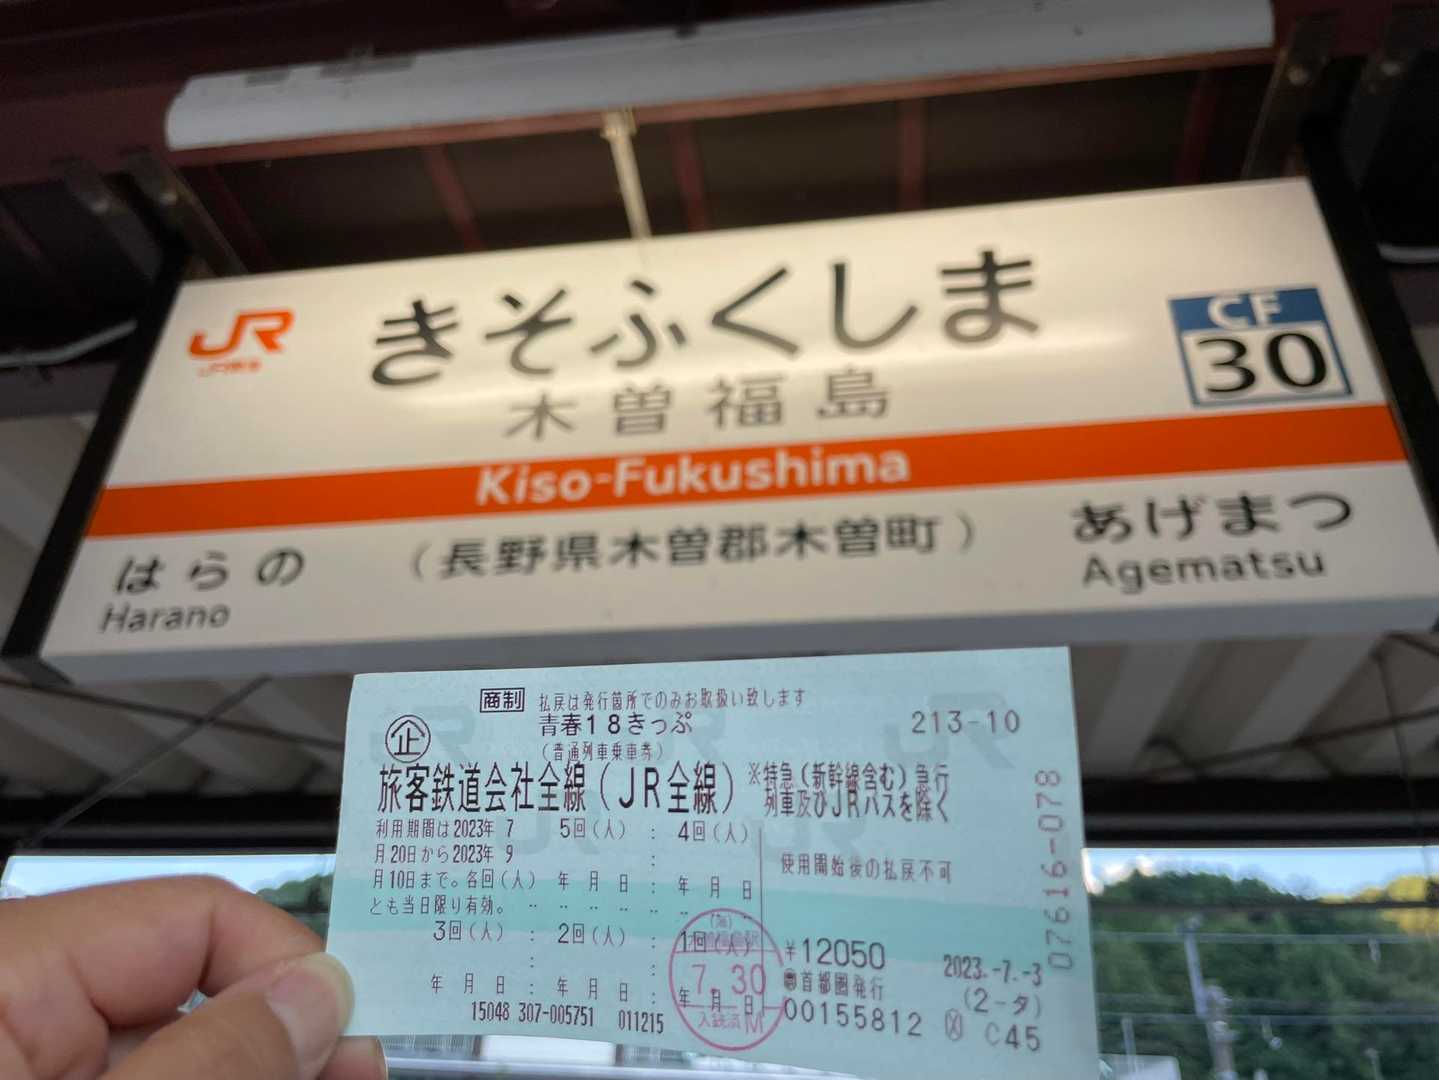 JR
きそふくしま
木曽福島
CF
30
Kiso-Fukushima
はらの
Harano
（長野県木曽郡木曽町）
あげまつ
Agematsu
商制 払戻は発行箇所でのみお取扱い致します
企 青春18きっぷ
213-10
（普通列車乗車券）
旅客鉄道会社全線（JR全線）
※特急（新幹線含む）急行
列車及びJRバスを除く
利用期間は2023年 7
月20日から2023年 9
月10日まで。各回(人)
とも当日限り有効。
5回(人) : 4回(人)
年 月 日 : 年 月 日
使用開始後の払戻不可
3回(人) : 2回(人) : 1回(人)
年 月 日 : 年 月 日 : 年 月 日
7.30
入鋏済 M
¥12050
首都圏発行
2023.-7.-3
(2-タ)
00155812
C45
15048 307-005751 011215
07616-078